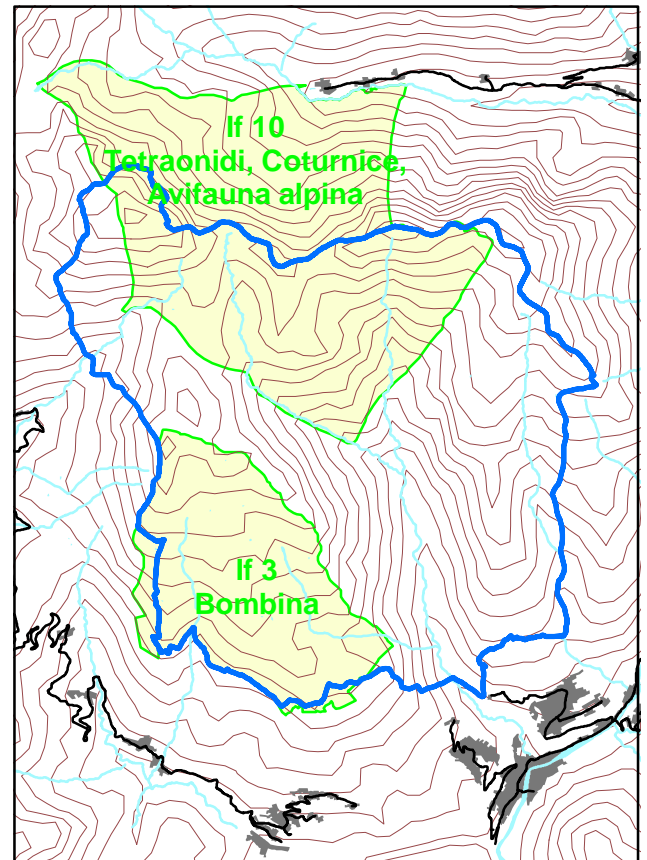 If 10
Tetraonidi, Coturnice,
Avifauna alpina
If 3
Bombina